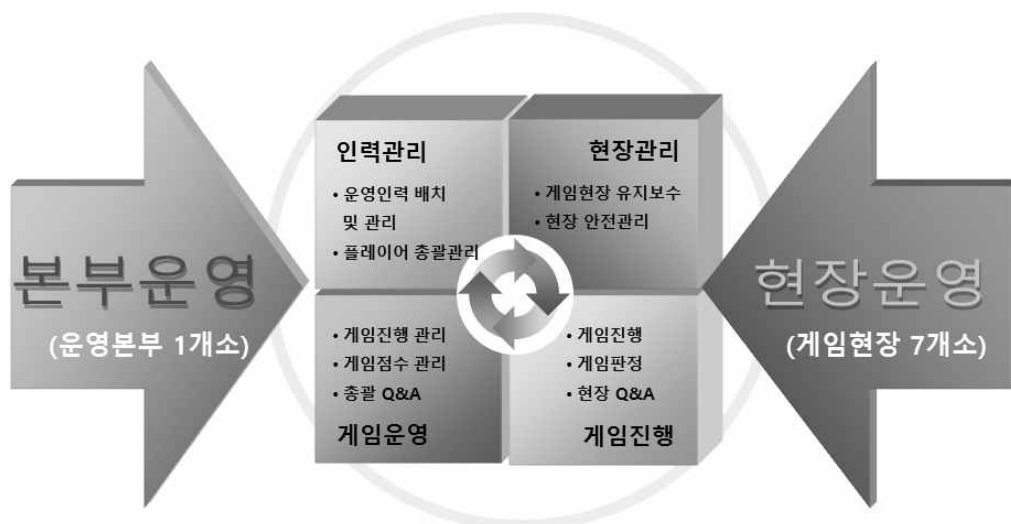 본부운영
(운영본부 1개소)
인력관리
• 운영인력 배치
및 관리
• 플레이어 총괄관리
현장관리
• 게임현장 유지보수
• 현장 안전관리
• 게임진행 관리
• 게임점수 관리
• 총괄 Q&A
게임운영
• 게임진행
• 게임판정
• 현장 Q&A
게임진행
현장운영
(게임현장 7개소)